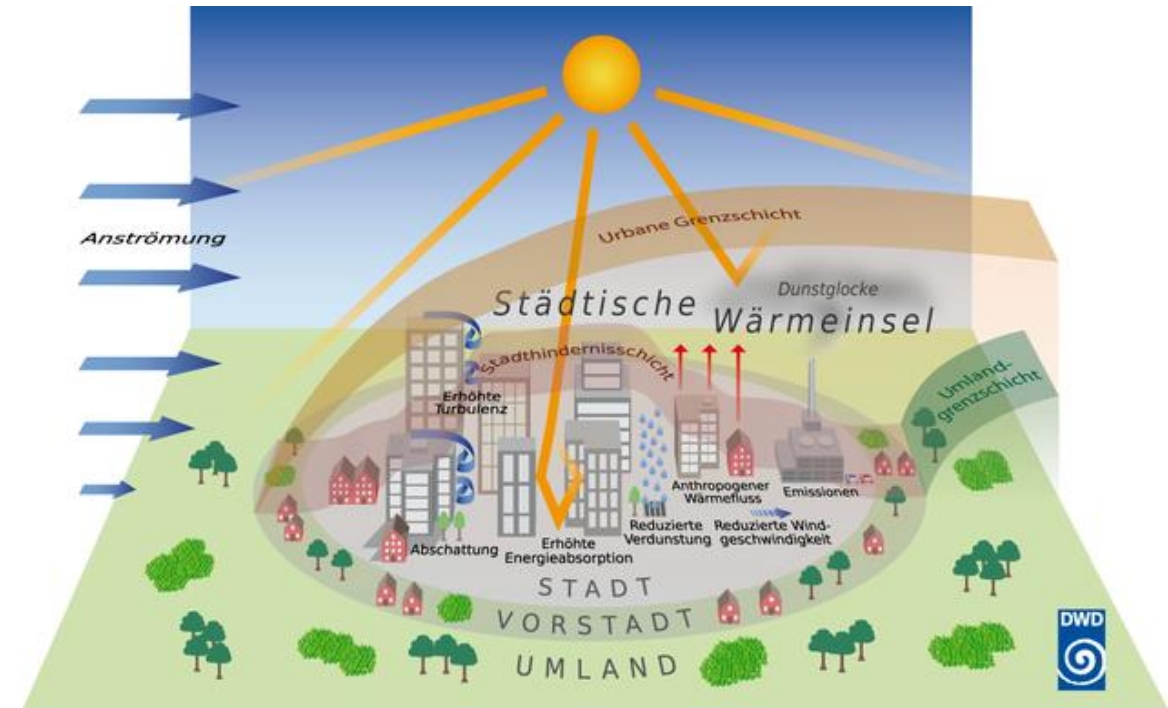 Anströmung
Urbane Grenzschicht
Städtische
Dunstglocke
Wärmeinsel
Stadthindernisschicht
Umland-
grenzschicht
Erhöhte
Turbulenz
Anthropogener
Wärmefluss
Emissionen
Reduzierte
Verdunstung
Reduzierte Wind-
geschwindigkeit
Abschattung
Erhöhte
Energieabsorption
STADT
VORSTADT
UMLAND
DWD